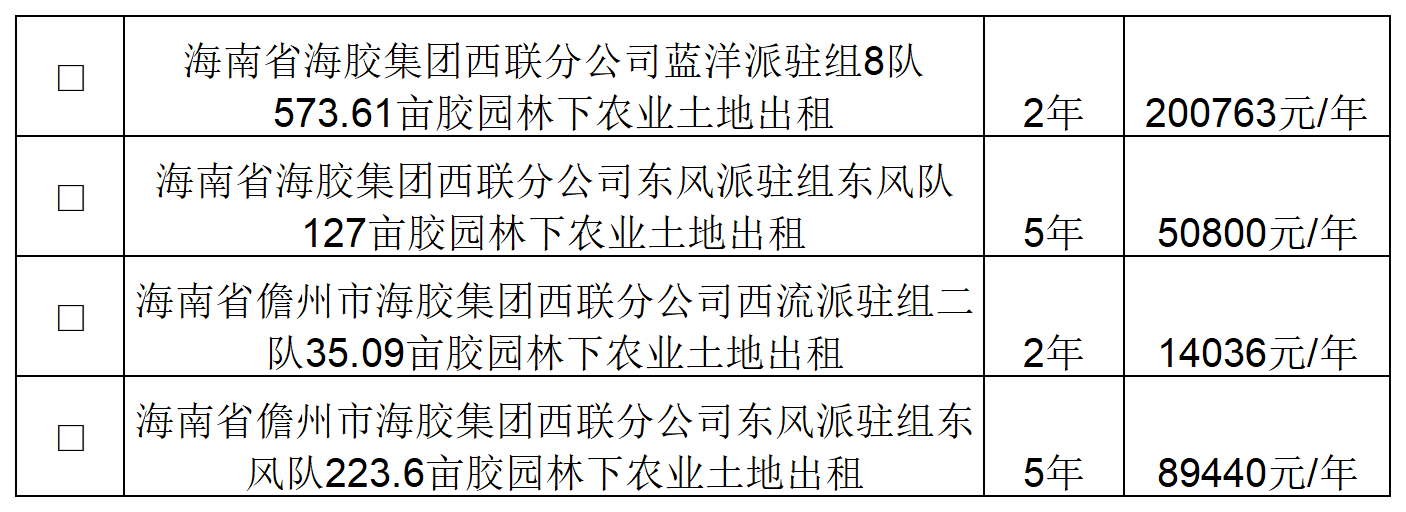 □
海南省海胶集团西联分公司蓝洋派驻组8队
573.61亩胶园林下农业土地出租
2年
200763元/年
□
海南省海胶集团西联分公司东风派驻组东风队
127亩胶园林下农业土地出租
5年
50800元/年
□
海南省儋州市海胶集团西联分公司西流派驻组二
队35.09亩胶园林下农业土地出租
2年
14036元/年
□
海南省儋州市海胶集团西联分公司东风派驻组东
风队223.6亩胶园林下农业土地出租
5年
89440元/年